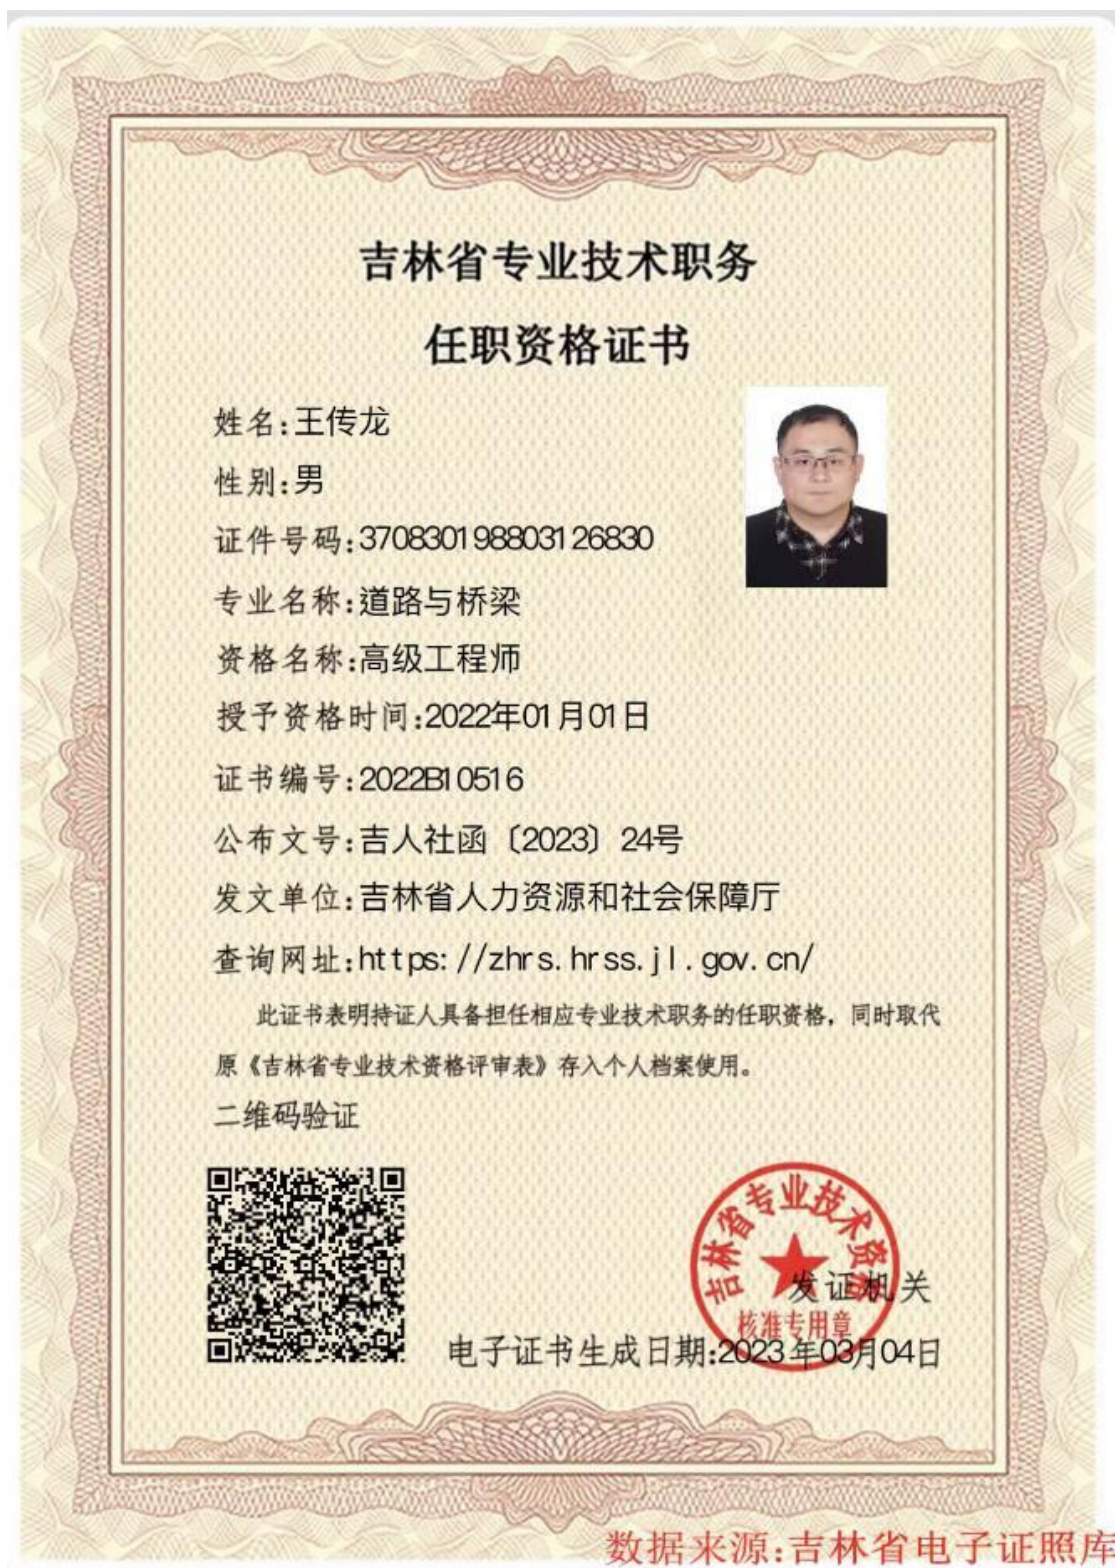 吉林省专业技术职务
任职资格证书
姓名:王传龙
性别:男
证件号码:370830198803126830
专业名称:道路与桥梁
资格名称:高级工程师
授予资格时间:2022年01月01日
证书编号:2022B10516
公布文号:吉人社函〔2023〕24号
发文单位:吉林省人力资源和社会保障厅
查询网址:https://zhrs.hrss.jl.gov.cn/
此证书表明持证人具备担任相应专业技术职务的任职资格，同时取代
原《吉林省专业技术资格评审表》存入个人档案使用。
二维码验证
吉林省专业技术资格
核准专用章
发证机关
电子证书生成日期:2023年03月04日
数据来源:吉林省电子证照库